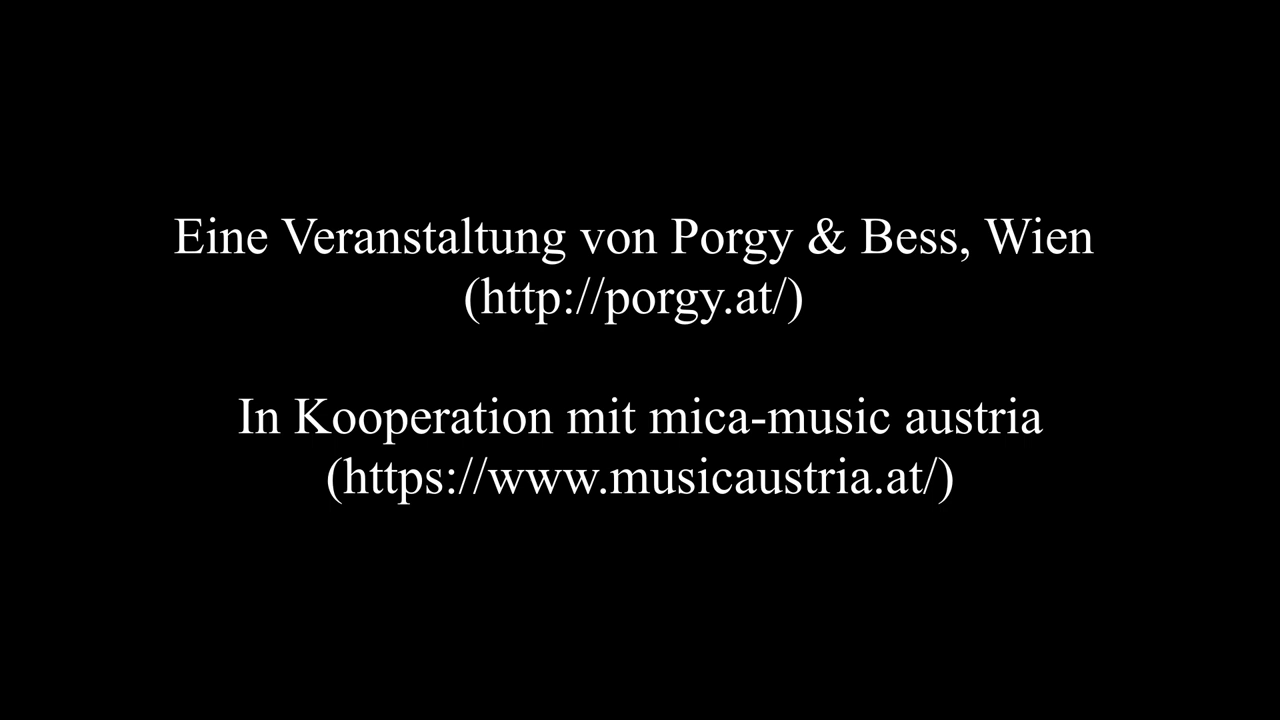 Eine Veranstaltung von Porgy & Bess, Wien
(http://porgy.at/)
In Kooperation mit mica-music austria
(https://www.musicaustria.at/)